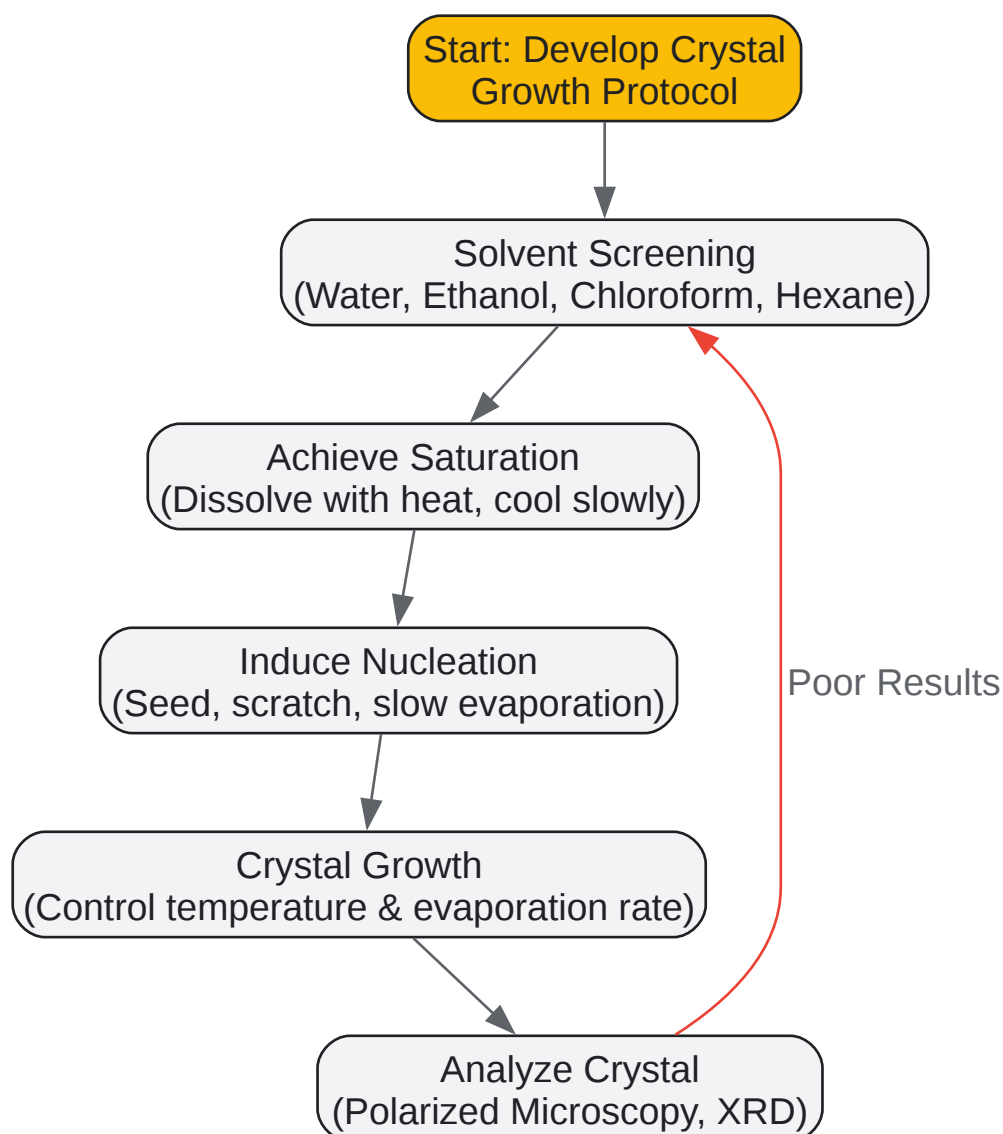 Start: Develop Crystal
Growth Protocol
Solvent Screening
(Water, Ethanol, Chloroform, Hexane)
Achieve Saturation
(Dissolve with heat, cool slowly)
Induce Nucleation
(Seed, scratch, slow evaporation)
Poor Results
Crystal Growth
(Control temperature & evaporation rate)
Analyze Crystal
(Polarized Microscopy, XRD)